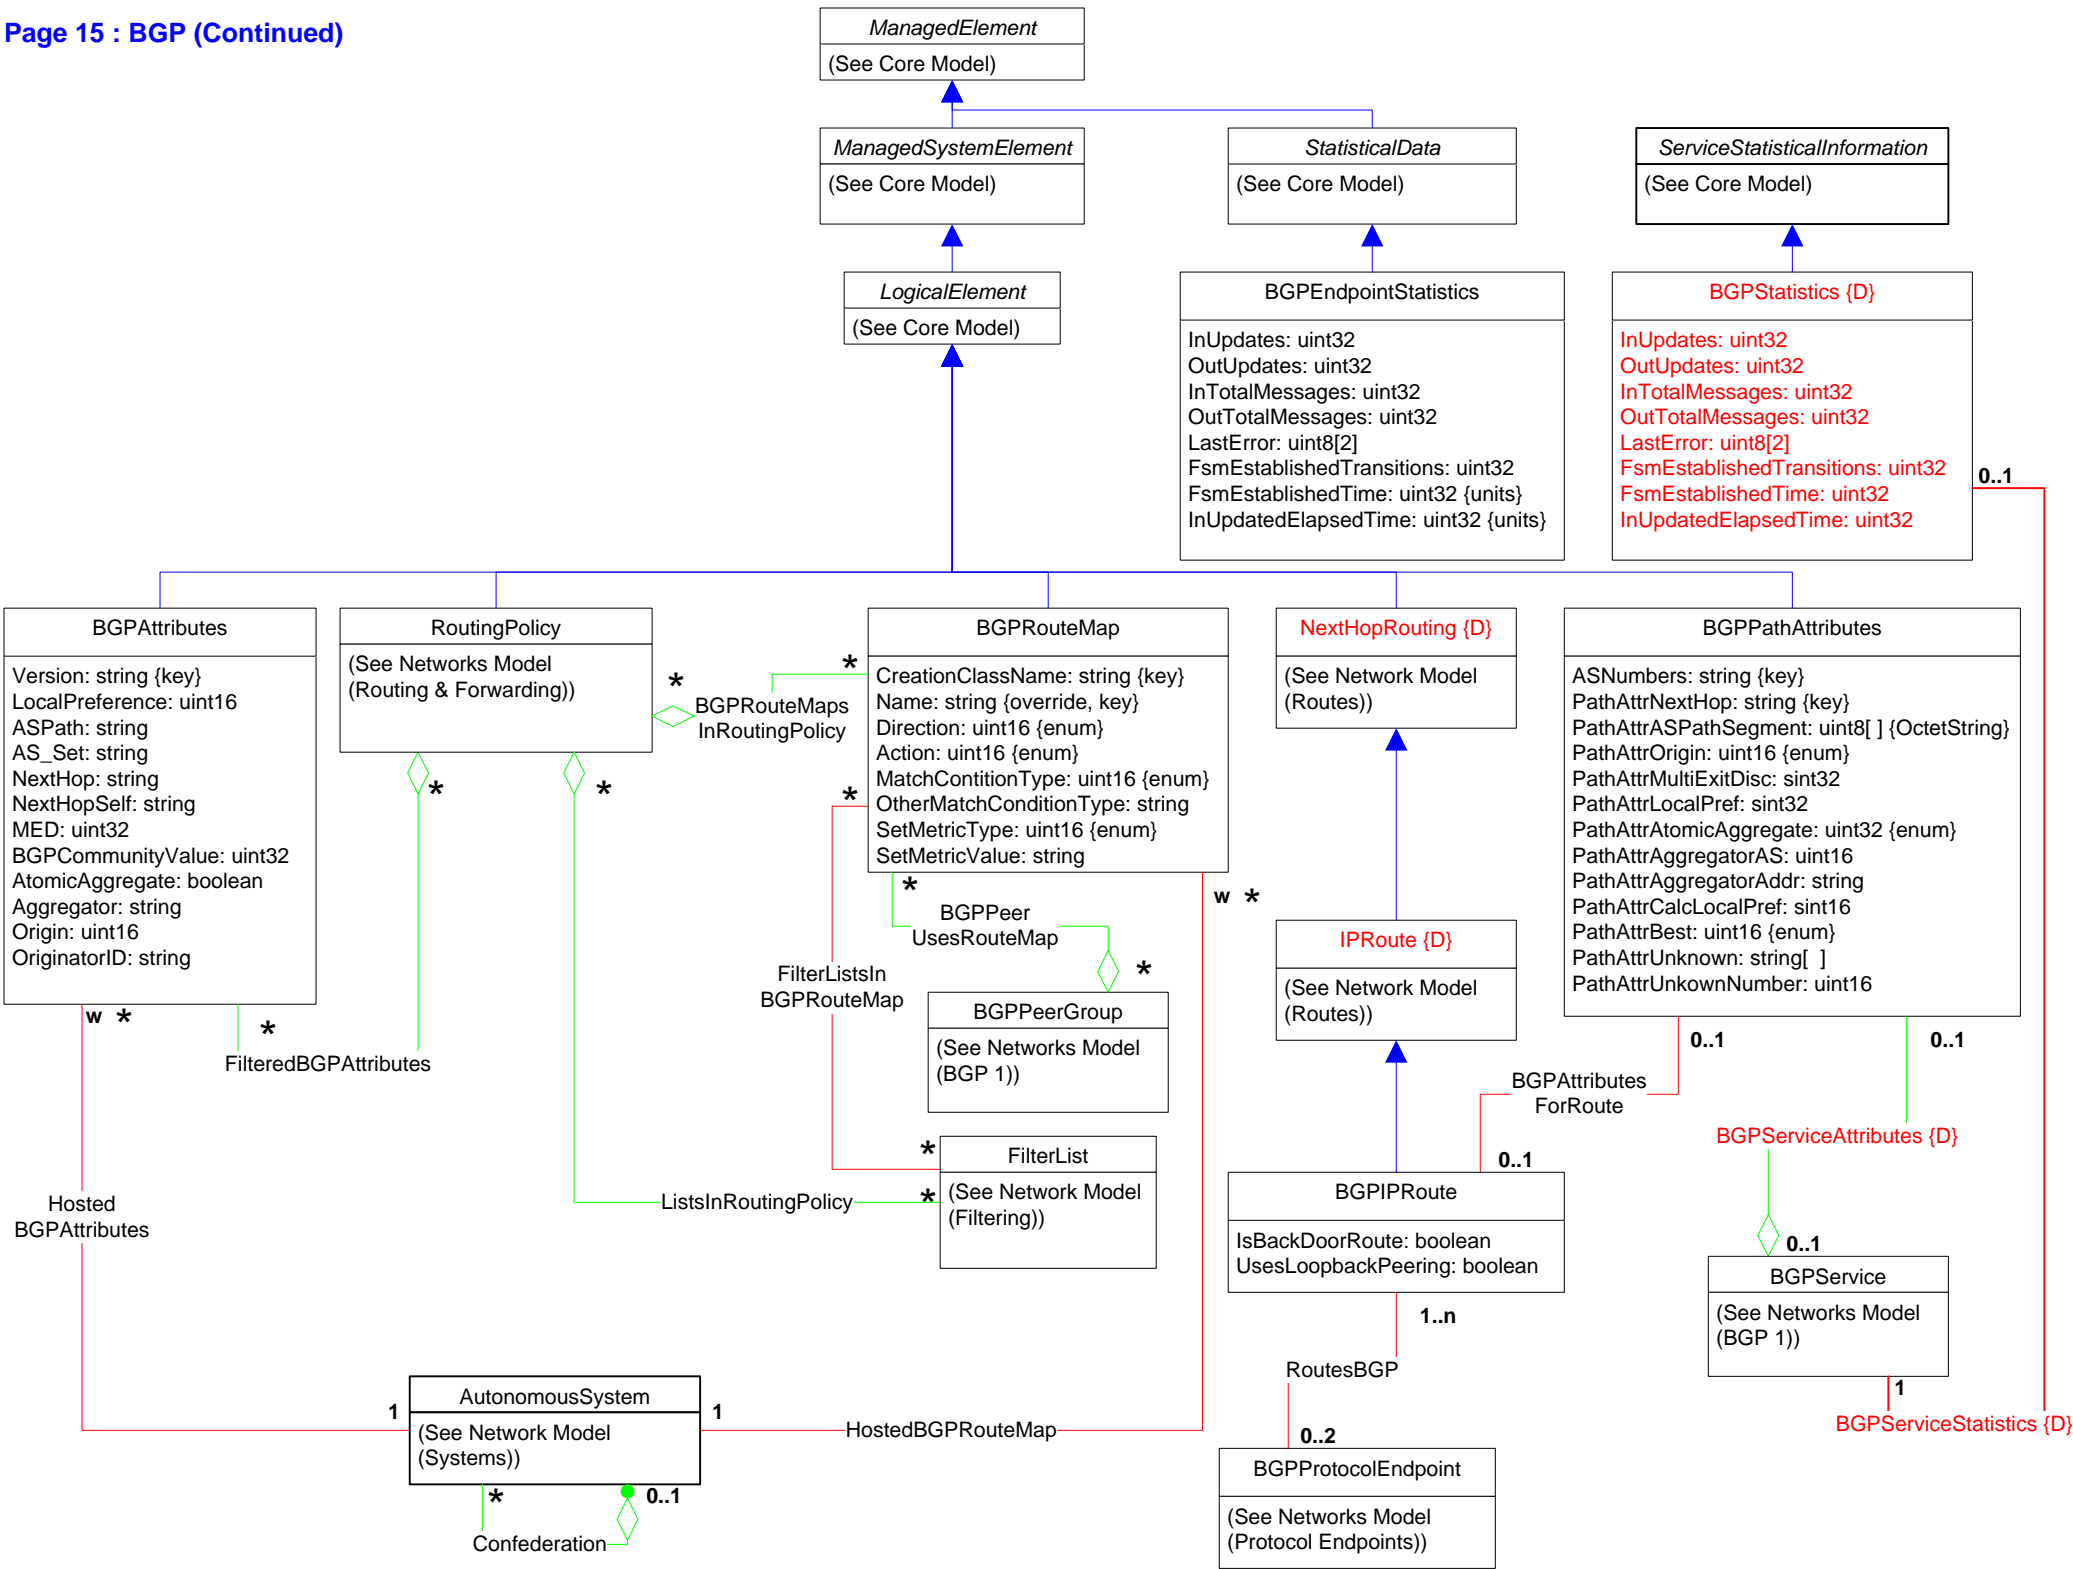 Page 15 : BGP (Continued)
ManagedElement
(See Core Model)
ManagedSystemElement
(See Core Model)
StatisticalData
(See Core Model)
ServiceStatisticalInformation
(See Core Model)
LogicalElement
(See Core Model)
BGPEndpointStatistics
InUpdates: uint32
OutUpdates: uint32
InTotalMessages: uint32
OutTotalMessages: uint32
LastError: uint8[2]
FsmEstablishedTransitions: uint32
FsmEstablishedTime: uint32 {units}
InUpdatedElapsedTime: uint32 {units}
BGPStatistics {D}
InUpdates: uint32
OutUpdates: uint32
InTotalMessages: uint32
OutTotalMessages: uint32
LastError: uint8[2]
FsmEstablishedTransitions: uint32
FsmEstablishedTime: uint32
InUpdatedElapsedTime: uint32
0..1
BGPAttributes
Version: string {key}
LocalPreference: uint16
ASPath: string
AS_Set: string
NextHop: string
NextHopSelf: string
MED: uint32
BGPCommunityValue: uint32
AtomicAggregate: boolean
Aggregator: string
Origin: uint16
OriginatorID: string
w *
*
FilteredBGPAttributes
RoutingPolicy
(See Networks Model
(Routing & Forwarding))
*
*
*
BGPRouteMaps
InRoutingPolicy
*
BGPRouteMap
CreationClassName: string {key}
Name: string {override, key}
Direction: uint16 {enum}
Action: uint16 {enum}
MatchContitionType: uint16 {enum}
OtherMatchConditionType: string
SetMetricType: uint16 {enum}
SetMetricValue: string
*
*
w *
BGPPeer
UsesRouteMap
*
FilterListsIn
BGPRouteMap
BGPPeerGroup
(See Networks Model
(BGP 1))
*
FilterList
(See Network Model
(Filtering))
ListsInRoutingPolicy
*
NextHopRouting {D}
(See Network Model
(Routes))
IPRoute {D}
(See Network Model
(Routes))
BGPPathAttributes
ASNumbers: string {key}
PathAttrNextHop: string {key}
PathAttrASPathSegment: uint8[ ] {OctetString}
PathAttrOrigin: uint16 {enum}
PathAttrMultiExitDisc: sint32
PathAttrLocalPref: sint32
PathAttrAtomicAggregate: uint32 {enum}
PathAttrAggregatorAS: uint16
PathAttrAggregatorAddr: string
PathAttrCalcLocalPref: sint16
PathAttrBest: uint16 {enum}
PathAttrUnknown: string[ ]
PathAttrUnkownNumber: uint16
0..1
0..1
BGPAttributes
ForRoute
BGPServiceAttributes {D}
0..1
BGPIPRoute
IsBackDoorRoute: boolean
UsesLoopbackPeering: boolean
1..n
RoutesBGP
0..2
BGPProtocolEndpoint
(See Networks Model
(Protocol Endpoints))
0..1
BGPService
(See Networks Model
(BGP 1))
1
BGPServiceStatistics {D}
Hosted
BGPAttributes
1
AutonomousSystem
(See Network Model
(Systems))
1
HostedBGPRouteMap
*
0..1
Confederation